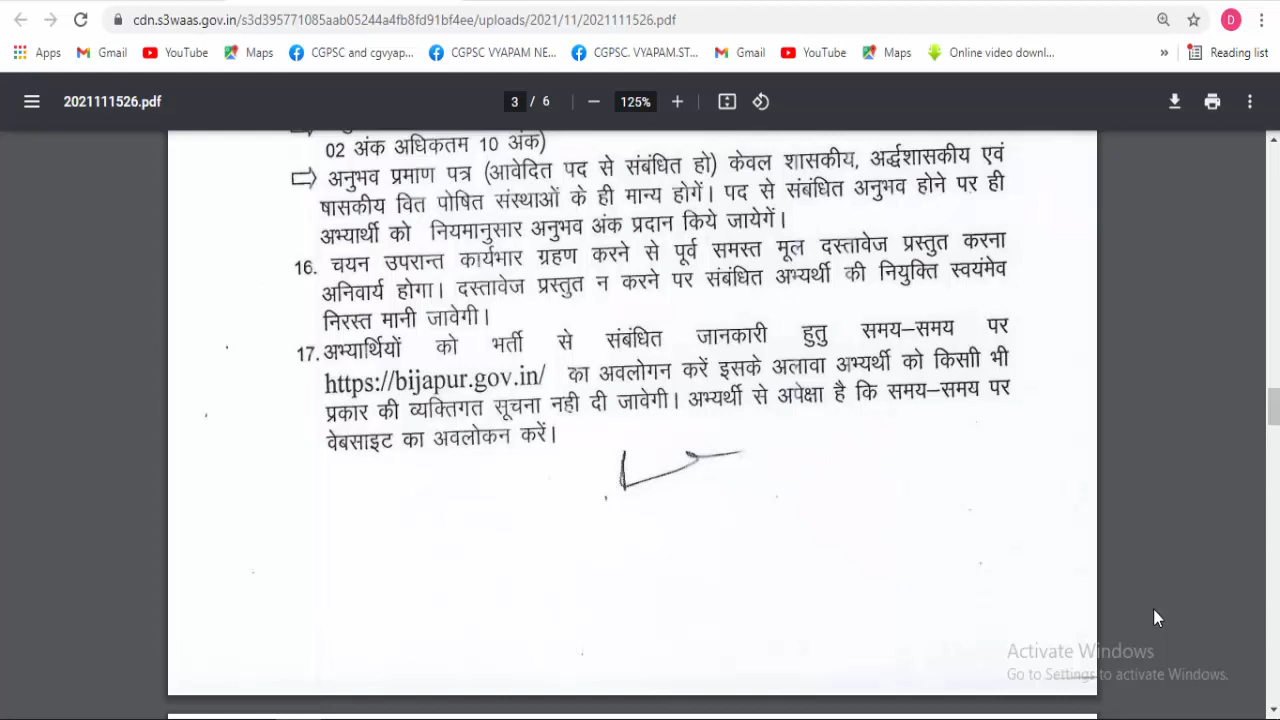 cdn.s3waas.gov.in/s3d395771085aab05244a4fb8fd91bf4ee/uploads/2021/11/2021111526.pdf
D
Apps Gmail YouTube Maps CGPSC and cgvyap... CGPSC VYAPAM NE... CGPSC. VYAPAM.ST... Gmail YouTube Maps Online video downl... » Reading list
2021111526.pdf 3 / 6 125%
02 अंक अधिकतम 10 अंक)
अनुभव प्रमाण पत्र (आवेदित पद से संबंधित हो) केवल शासकीय, अर्द्धशासकीय एवं
षासकीय वित पोषित संस्थाओं के ही मान्य होगें। पद से संबंधित अनुभव होने पर ही
अभ्यार्थी को नियमानुसार अनुभव अंक प्रदान किये जायेगें।
16. चयन उपरान्त कार्यभार ग्रहण करने से पूर्व समस्त मूल दस्तावेज प्रस्तुत करना
अनिवार्य होगा। दस्तावेज प्रस्तुत न करने पर संबंधित अभ्यर्थी की नियुक्ति स्वयंमेव
निरस्त मानी जावेगी।
17. अभ्यार्थियों को भर्ती से संबंधित जानकारी हुतु समय–समय पर
https://bijapur.gov.in/ का अवलोगन करें इसके अलावा अभ्यर्थी को किसाी भी
प्रकार की व्यक्तिगत सूचना नही दी जावेगी। अभ्यर्थी से अपेक्षा है कि समय–समय पर
वेबसाइट का अवलोकन करें।
Activate Windows
Go to Settings to activate Windows.